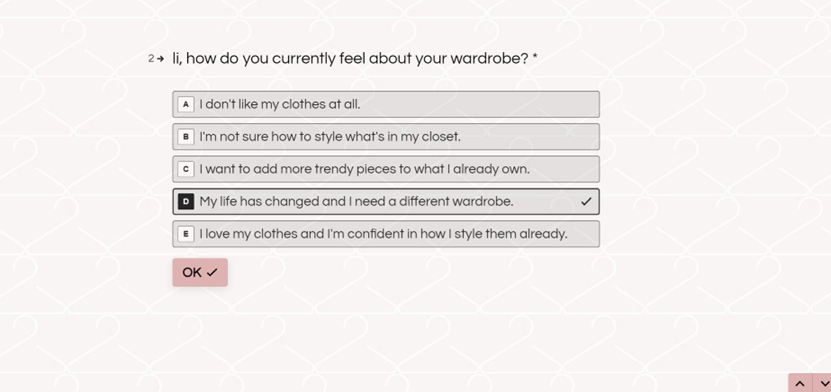 2→ li, how do you currently feel about your wardrobe? *
A I don't like my clothes at all.
B I'm not sure how to style what's in my closet.
C I want to add more trendy pieces to what I already own.
D My life has changed and I need a different wardrobe.
E I love my clothes and I'm confident in how I style them already.
OK